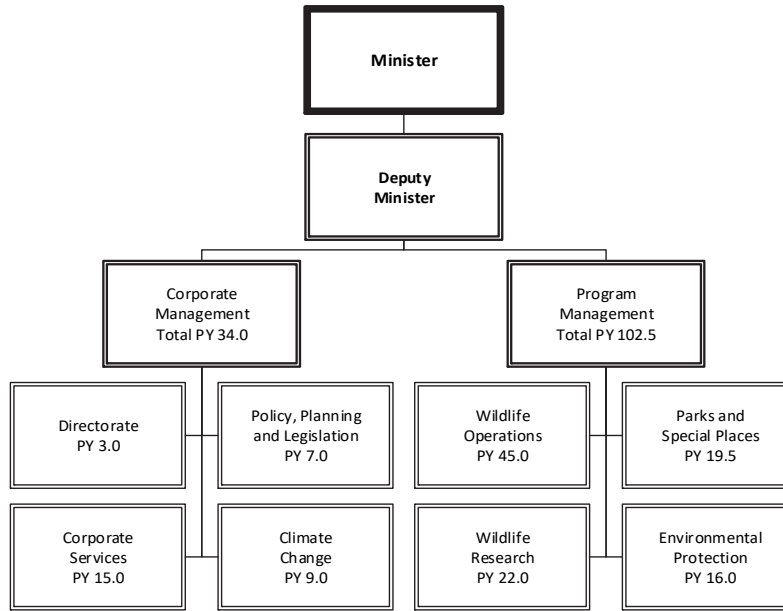 Minister
Deputy
Minister
Corporate
Management
Total PY 34.0
Program
Management
Total PY 102.5
Directorate
PY 3.0
Policy, Planning
and Legislation
PY 7.0
Wildlife
Operations
PY 45.0
Parks and
Special Places
PY 19.5
Corporate
Services
PY 15.0
Climate
Change
PY 9.0
Wildlife
Research
PY 22.0
Environmental
Protection
PY 16.0